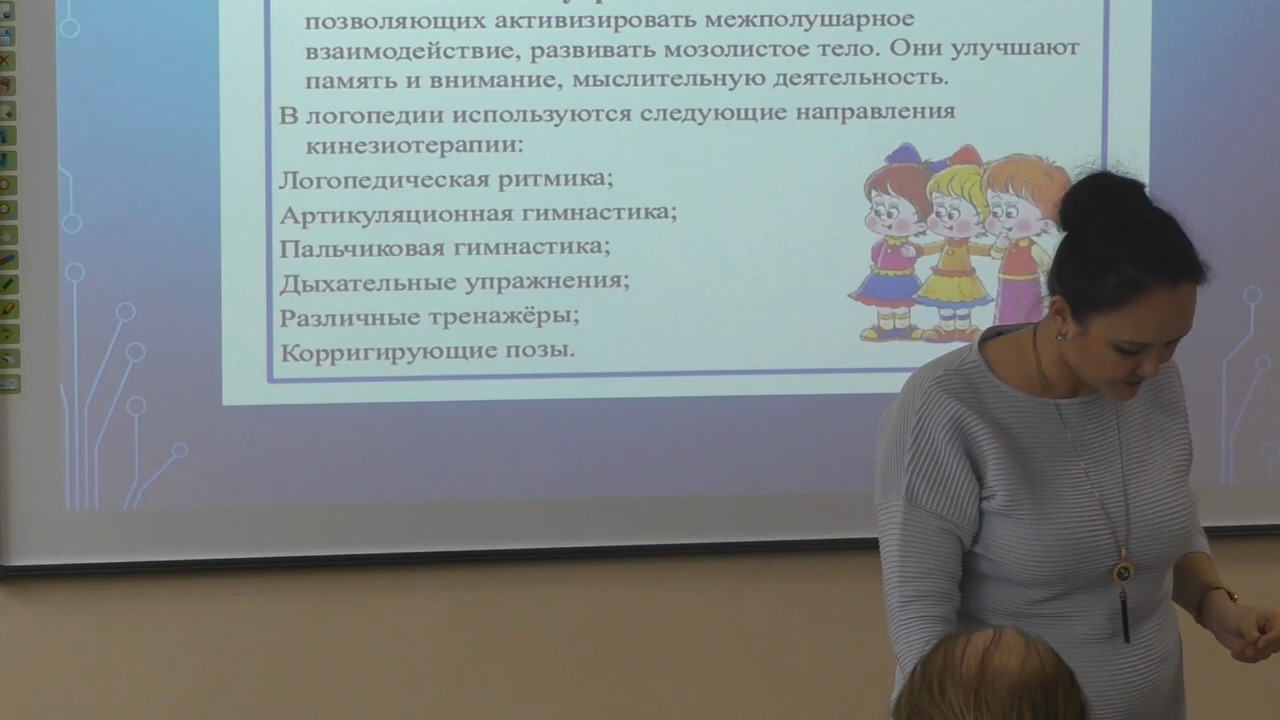 позволяющих активизировать межполушарное
взаимодействие, развивать мозолистое тело. Они улучшают
память и внимание, мыслительную деятельность.
В логопедии используются следующие направления
кинезиотерапии:
Логопедическая ритмика;
Артикуляционная гимнастика;
Пальчиковая гимнастика;
Дыхательные упражнения;
Различные тренажёры;
Корригирующие позы.